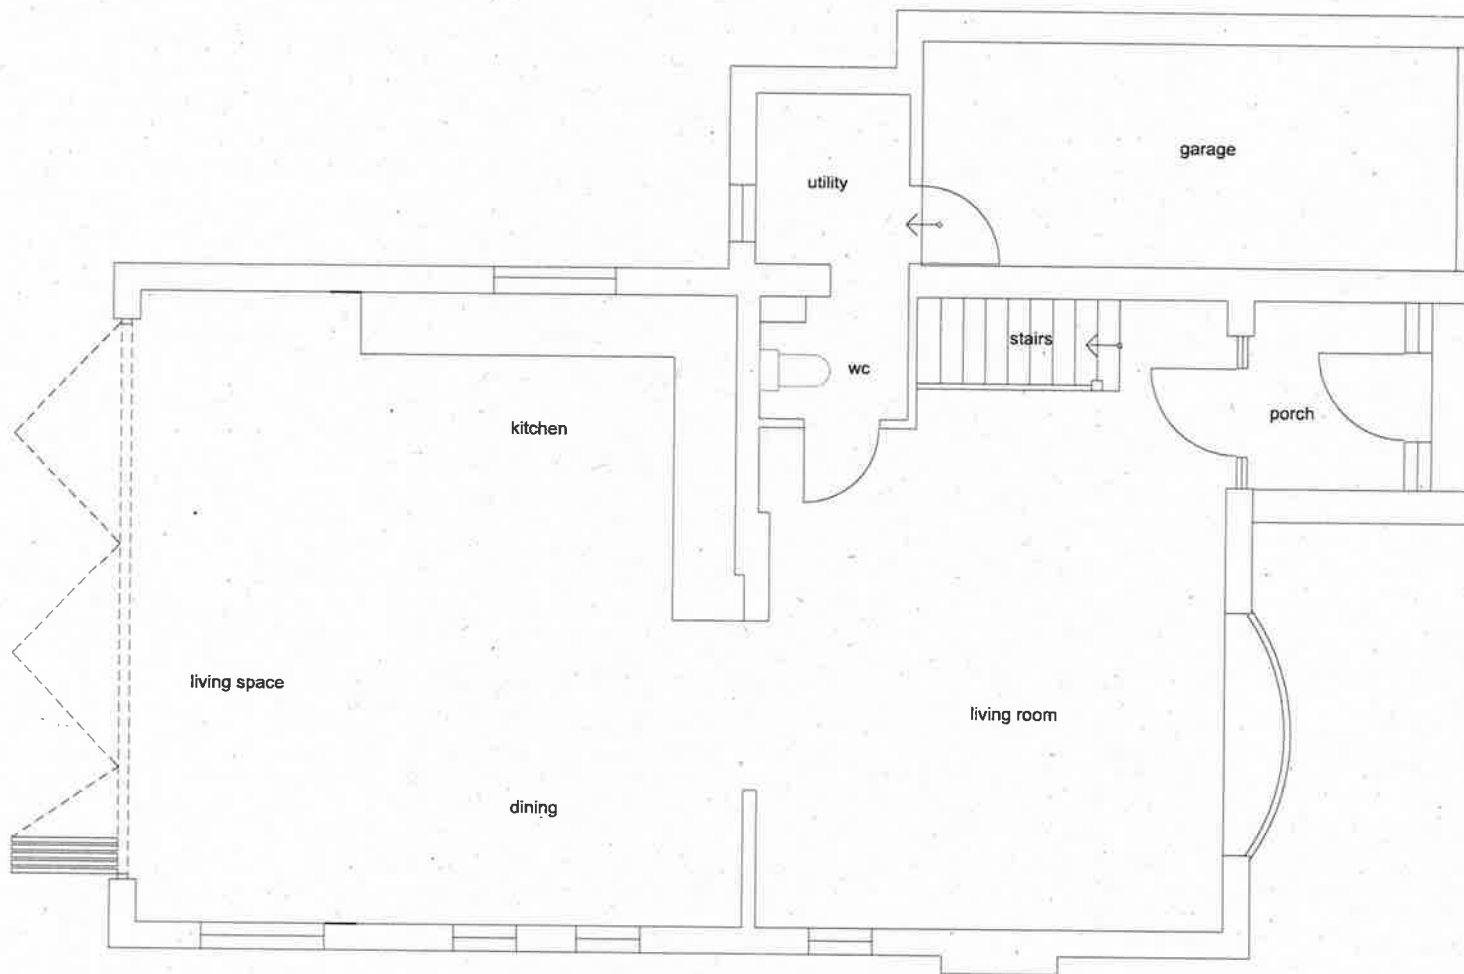 garage
utility
stairs
wc
porch
kitchen
living space
living room
dining